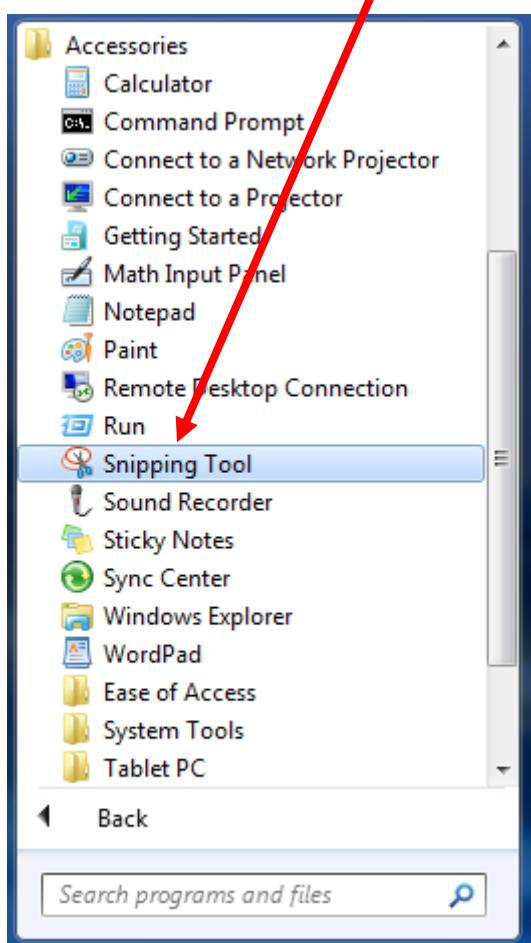 Accessories
Calculator
Command Prompt
Connect to a Network Projector
Connect to a Projector
Getting Started
Math Input Panel
Notepad
Paint
Remote Desktop Connection
Run
Snipping Tool
Sound Recorder
Sticky Notes
Sync Center
Windows Explorer
WordPad
Ease of Access
System Tools
Tablet PC
Back
Search programs and files